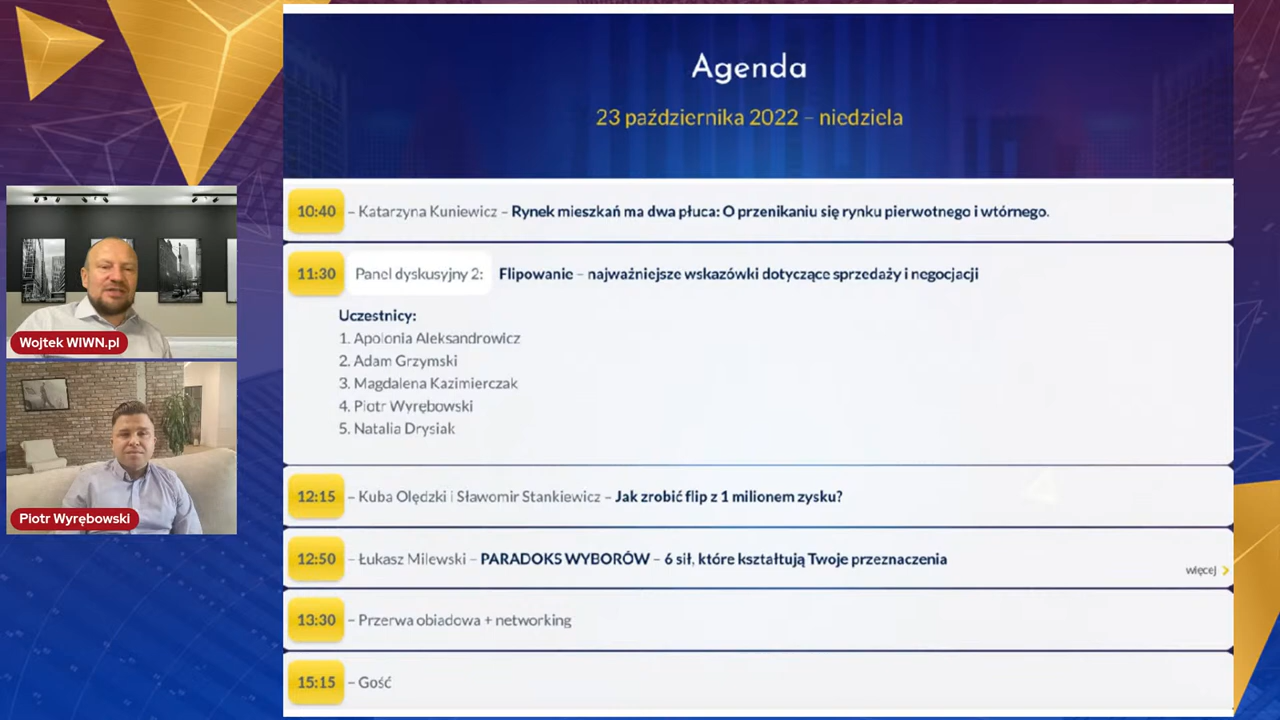 Agenda
23 października 2022 – niedziela
10:40 – Katarzyna Kuniewicz – Rynek mieszkań ma dwa płuca: O przenikaniu się rynku pierwotnego i wtórnego.
11:30 Panel dyskusyjny 2: Flipowanie – najważniejsze wskazówki dotyczące sprzedaży i negocjacji
Uczestnicy:
1. Apolonia Aleksandrowicz
2. Adam Grzymski
3. Magdalena Kazimierczak
4. Piotr Wyrębowski
5. Natalia Drysiak
12:15 – Kuba Olędzki i Sławomir Stankiewicz – Jak zrobić flip z 1 milionem zysku?
12:50 – Łukasz Milewski – PARADOKS WYBORÓW – 6 sił, które kształtują Twoje przeznaczenia
więcej
13:30 – Przerwa obiadowa + networking
15:15 – Gość
Wojtek WIWN.pl
Piotr Wyrębowski